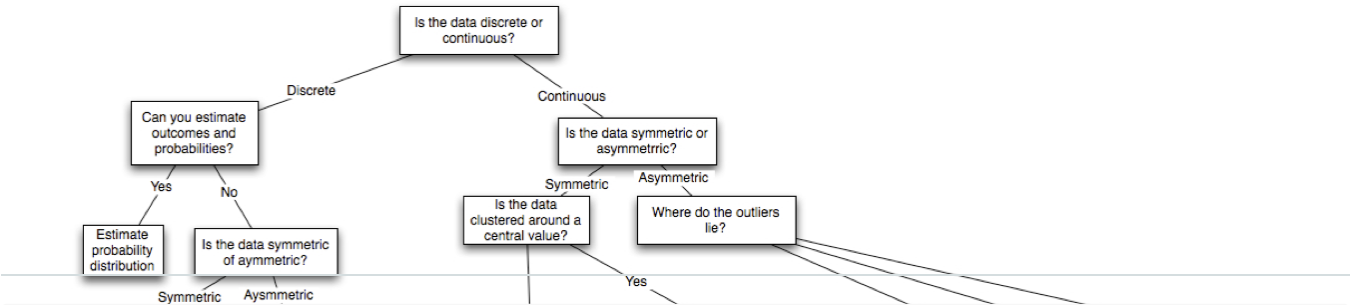 Is the data discrete or
continuous?
Discrete
Continuous
Can you estimate
outcomes and
probabilities?
Is the data symmetric or
asymmetrric?
Yes
No
Symmetric
Asymmetric
Estimate
probability
distribution
Is the data symmetric
of aymmetric?
Is the data
clustered around a
central value?
Where do the outliers
lie?
Symmetric
Aysmmetric
Yes